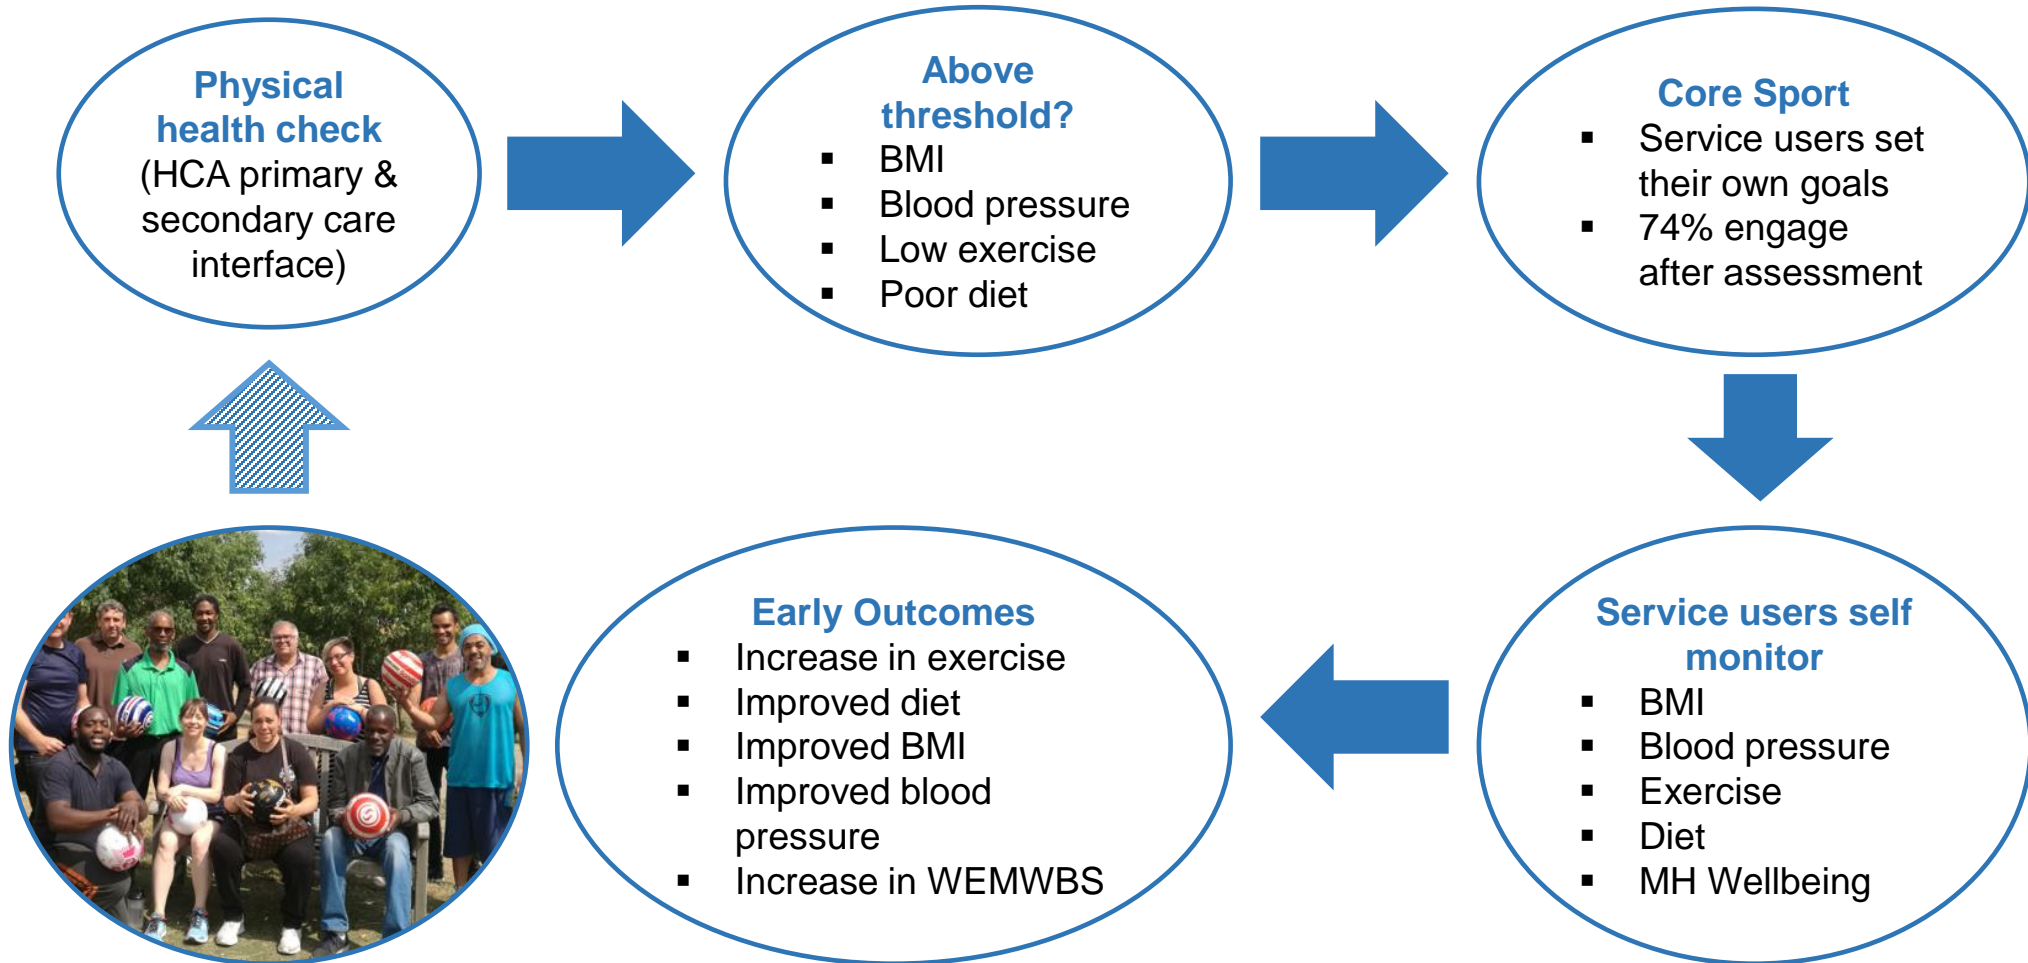 Physical
health check
(HCA primary &
secondary care
interface)
Above
threshold?
▪ BMI
▪ Blood pressure
▪ Low exercise
▪ Poor diet
Core Sport
▪ Service users set
their own goals
▪ 74% engage
after assessment
Early Outcomes
▪ Increase in exercise
▪ Improved diet
▪ Improved BMI
▪ Improved blood
pressure
▪ Increase in WEMWBS
Service users self
monitor
▪ BMI
▪ Blood pressure
▪ Exercise
▪ Diet
▪ MH Wellbeing